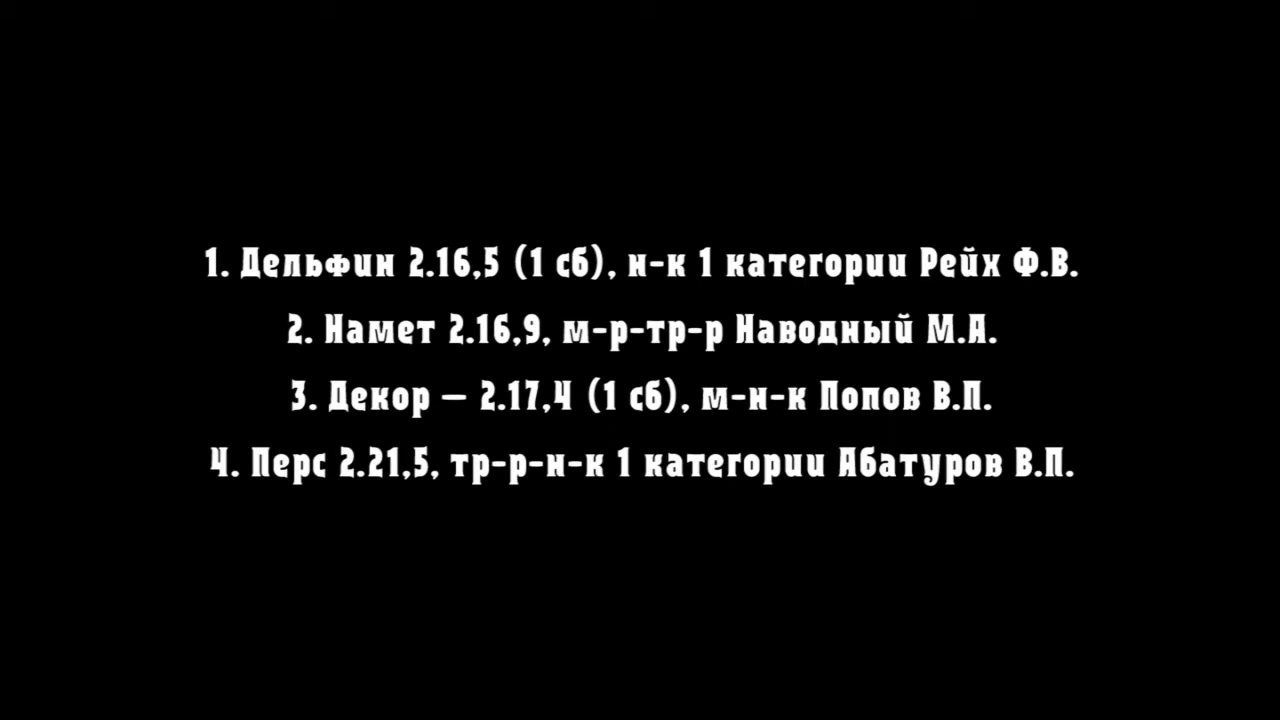 1. Дельфин 2.16,5 (1 сб), н-к 1 категории Рейх Ф.В.
2. Намет 2.16,9, м-р-тр-р Наводный М.А.
3. Декор — 2.17,4 (1 сб), м-н-к Попов В.П.
4. Перс 2.21,5, тр-р-н-к 1 категории Абатуров В.П.